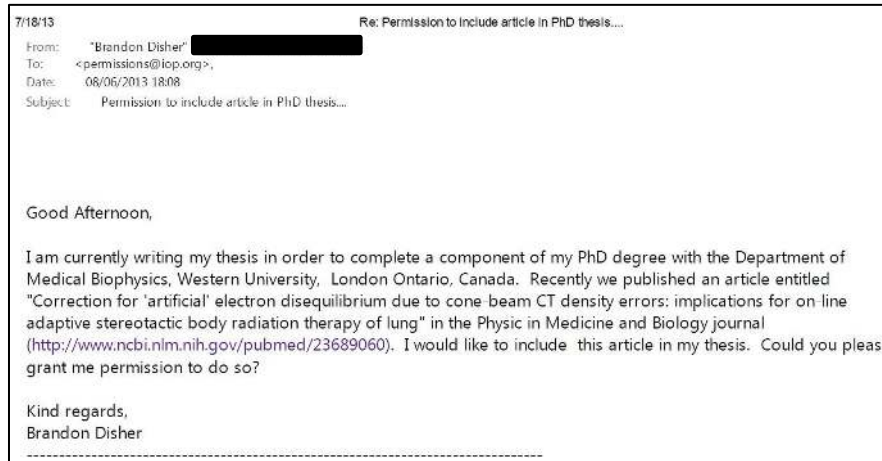 7/18/13 Re: Permission to include article in PhD thesis....
From: "Brandon Disher"
To: <permissions@iop.org>,
Date: 08/06/2013 18:08
Subject: Permission to include article in PhD thesis....
Good Afternoon,
I am currently writing my thesis in order to complete a component of my PhD degree with the Department of
Medical Biophysics, Western University, London Ontario, Canada. Recently we published an article entitled
"Correction for 'artificial' electron disequilibrium due to cone-beam CT density errors: implications for on-line
adaptive stereotactic body radiation therapy of lung" in the Physic in Medicine and Biology journal
(http://www.ncbi.nlm.nih.gov/pubmed/23689060). I would like to include this article in my thesis. Could you pleas
grant me permission to do so?
Kind regards,
Brandon Disher
--------------------------------------------------------------------------------